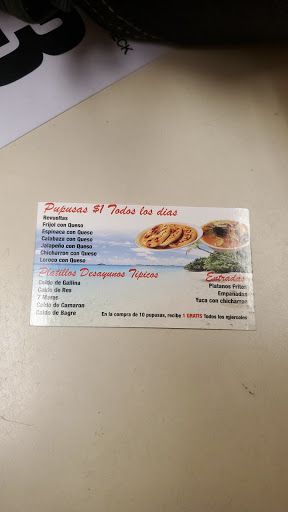 Pupusas $1 Todos los dias
Revueltas
Frijol con Queso
Espinaca con Queso
Calabaza con Queso
Jalapeño con Queso
Chicharron con Queso
Loroco con Queso
Platillos Desayunos Tipicos
Caldo de Gallina
Caldo de Res
7 Mares
Caldo de Camaron
Caldo de Bagre
Entradas
Platanos Fritos
Empanadas
Yuca con chicharron
En la compra de 10 pupusas, recibe 1 GRATIS Todos los miercoles